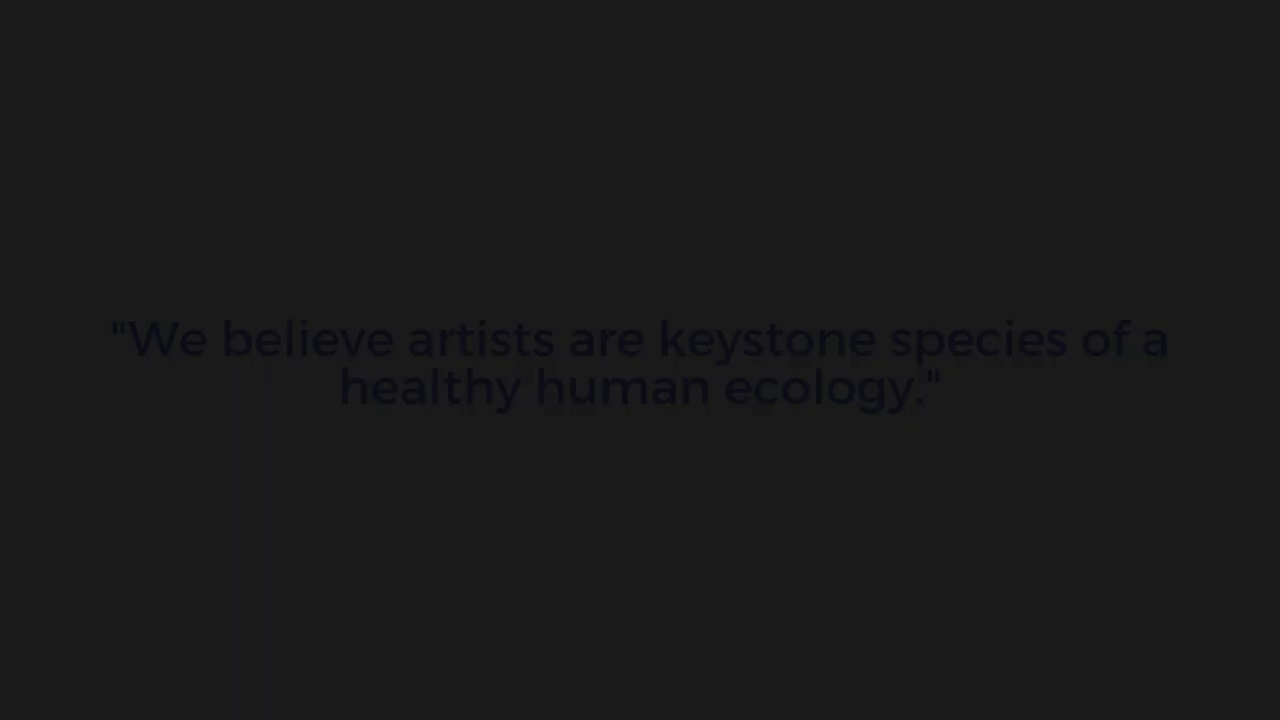 "We believe artists are keystone species of a
healthy human ecology."